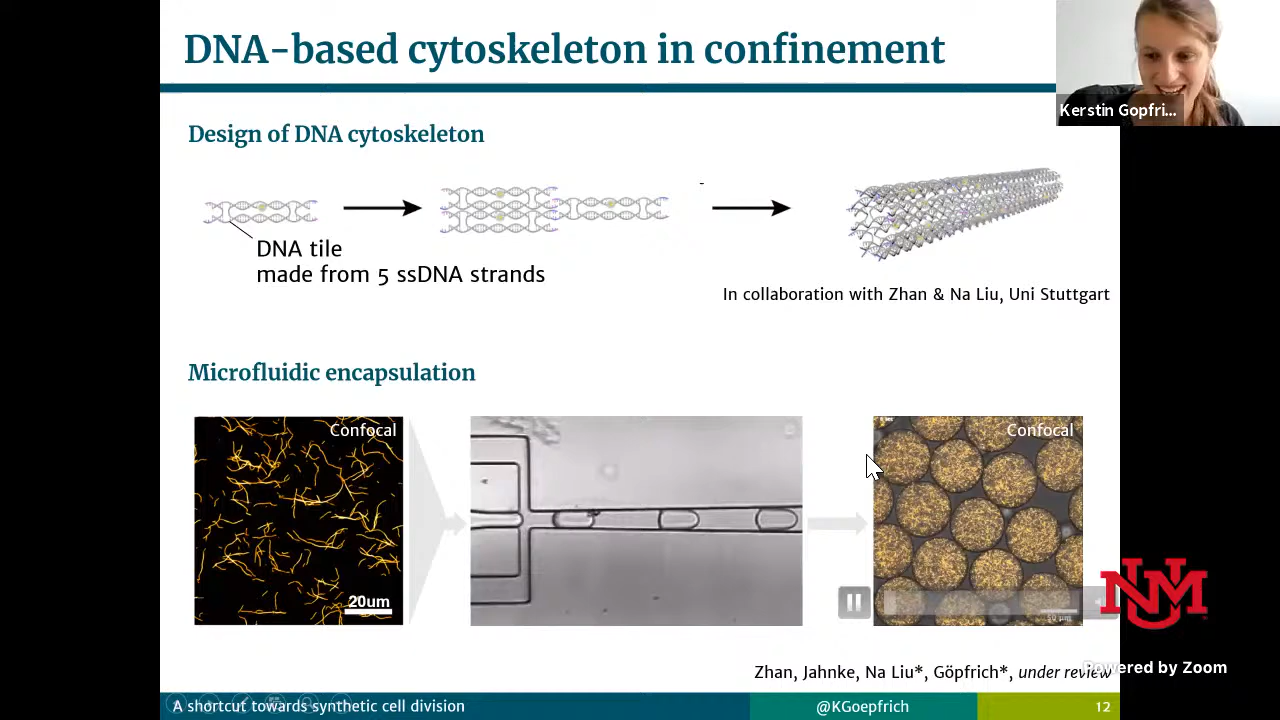 DNA-based cytoskeleton in confinement
Kerstin Gopfri...
Design of DNA cytoskeleton
DNA tile
made from 5 ssDNA strands
In collaboration with Zhan & Na Liu, Uni Stuttgart
Microfluidic encapsulation
Confocal
20um
Confocal
Zhan, Jahnke, Na Liu*, Göpfrich*, under review
UNM
Powered by Zoom
A shortcut towards synthetic cell division
@KGoepfrich
12